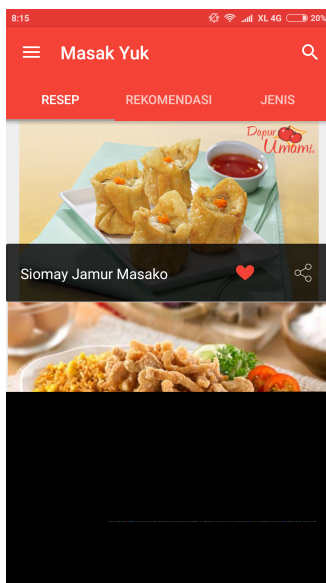 8:15 XL 4G 20%
Masak Yuk
RESEP REKOMENDASI JENIS
Dapur
Umami
Siomay Jamur Masako